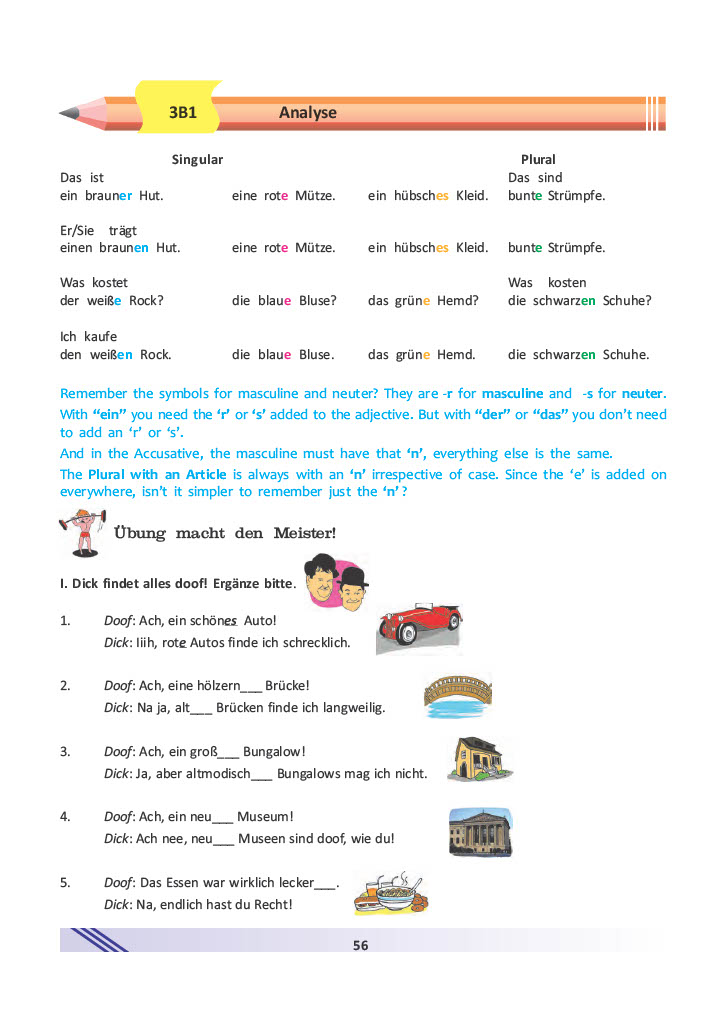 3B1 Analyse
Singular Plural
Das ist Das sind
ein brauner Hut. eine rote Mütze. ein hübsches Kleid. bunte Strümpfe.
Er/Sie trägt
einen braunen Hut. eine rote Mütze. ein hübsches Kleid. bunte Strümpfe.
Was kostet Was kosten
der weiße Rock? die blaue Bluse? das grüne Hemd? die schwarzen Schuhe?
Ich kaufe
den weißen Rock. die blaue Bluse. das grüne Hemd. die schwarzen Schuhe.
Remember the symbols for masculine and neuter? They are -r for masculine and -s for neuter.
With “ein” you need the ‘r’ or ‘s’ added to the adjective. But with “der” or “das” you don’t need
to add an ‘r’ or ‘s’.
And in the Accusative, the masculine must have that ‘n’, everything else is the same.
The Plural with an Article is always with an ‘n’ irrespective of case. Since the ‘e’ is added on
everywhere, isn’t it simpler to remember just the ‘n’ ?
Übung macht den Meister!
I. Dick findet alles doof! Ergänze bitte.
1. Doof: Ach, ein schönes Auto!
Dick: Iiih, rote Autos finde ich schrecklich.
2. Doof: Ach, eine hölzern___ Brücke!
Dick: Na ja, alt___ Brücken finde ich langweilig.
3. Doof: Ach, ein groß___ Bungalow!
Dick: Ja, aber altmodisch___ Bungalows mag ich nicht.
4. Doof: Ach, ein neu___ Museum!
Dick: Ach nee, neu___ Museen sind doof, wie du!
5. Doof: Das Essen war wirklich lecker___.
Dick: Na, endlich hast du Recht!
56